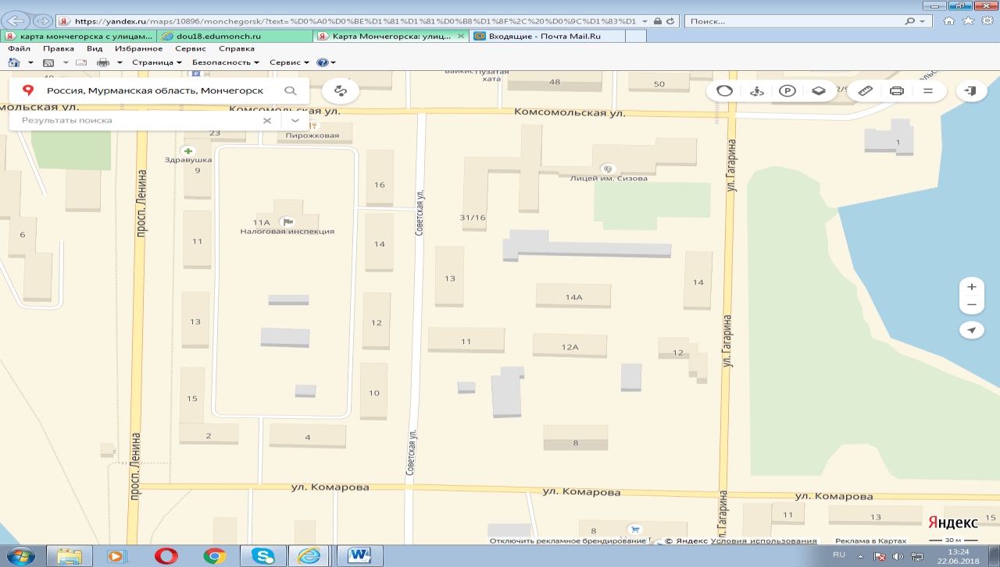 https://yandex.ru/maps/10896/monchegorsk/?text=%D0%A0%D0%BE%D1%81%D1%81%D0%B8%D1%8F%2C%20%D0%9C%D1%83%D1
Поиск...
карта мончегорска с улицам...
dou18.edumonch.ru
Карта Мончегорска: улиц...
Входящие - Почта Mail.Ru
Файл Правка Вид Избранное Сервис Справка
Страница Безопасность Сервис
хата
48
50
Россия, Мурманская область, Мончегорск
2/9
Комсомольская ул.
Комсомольская ул.
Результаты поиска
23
Пирожковая
1
Здравушка
9
просп. Ленина
16
Советская ул.
Лицей им. Сизова
ул. Гагарина
31/16
11А
Налоговая инспекция
6
11
14
13
14
14А
13
12
11
12А
12
ул. Гагарина
15
10
2
4
8
Советская ул.
просп. Ленина
ул. Комарова
ул. Комарова
ул. Комарова
ул. Гагарина
11
13
15
8
Яндекс
Отключить рекламное брендирование
© Яндекс Условия использования
Реклама в Картах
30 м
RU
13:24
22.06.2018